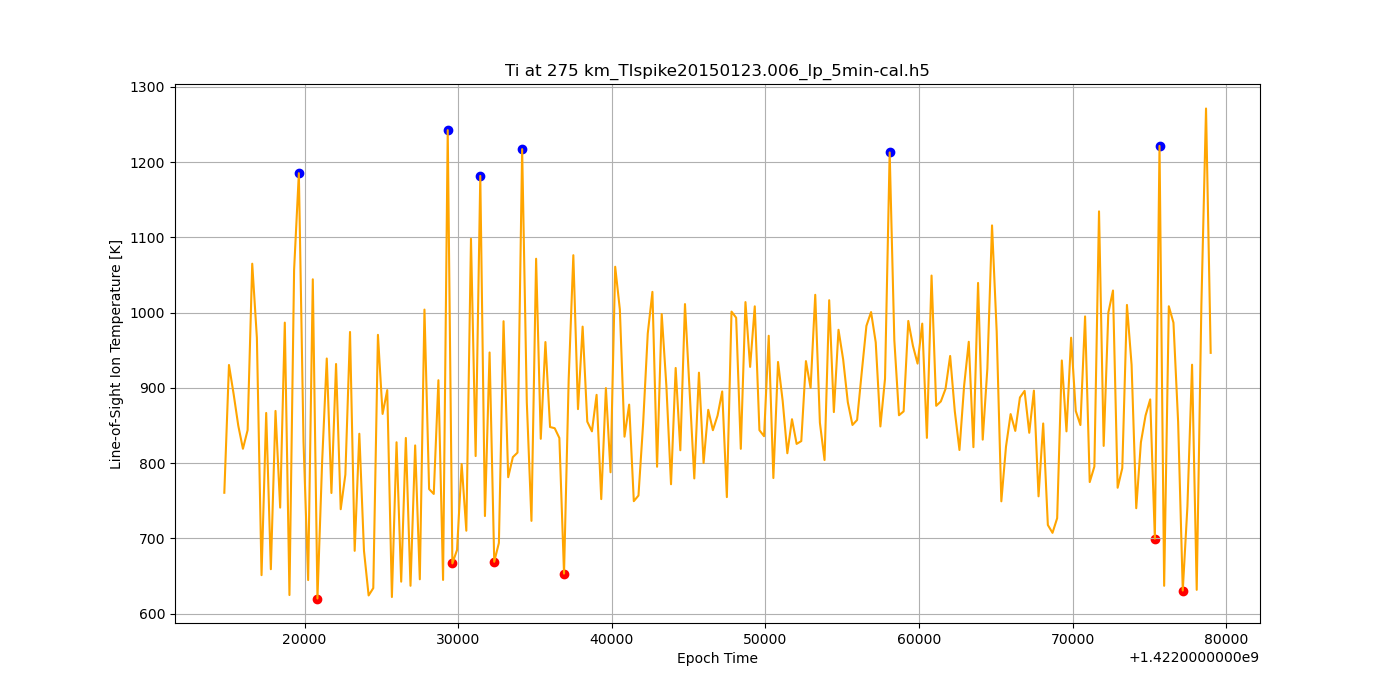 Ti at 275 km_TIspike20150123.006_lp_5min-cal.h5
Line-of-Sight Ion Temperature [K]
1300
1200
1100
1000
900
800
700
600
20000 30000 40000 50000 60000 70000 80000
Epoch Time
+1.4220000000e9